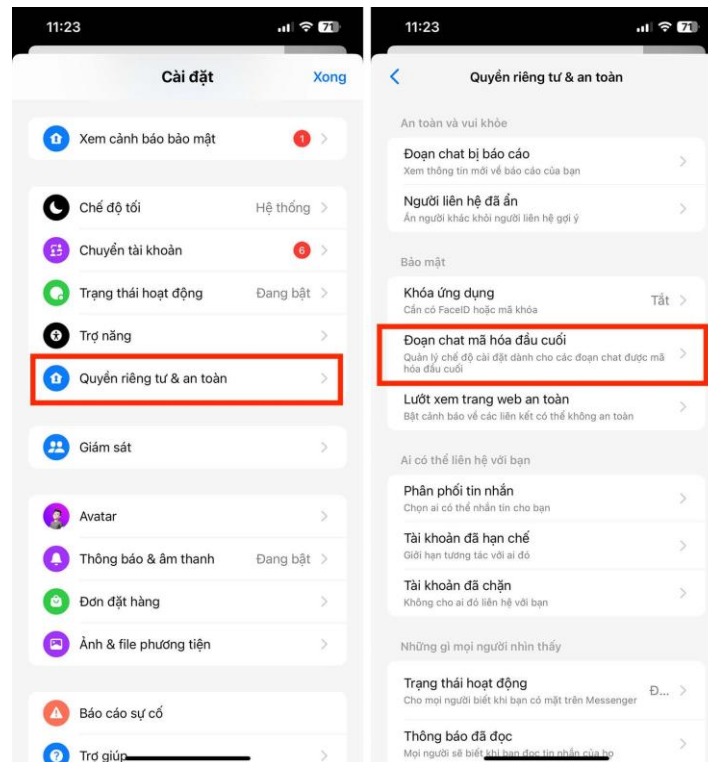 11:23
71
Cài đặt
Xong
Xem cảnh báo bảo mật
1
Chế độ tối
Hệ thống
Chuyển tài khoản
6
Trạng thái hoạt động
Đang bật
Trợ năng
Quyền riêng tư & an toàn
Giám sát
Avatar
Thông báo & âm thanh
Đang bật
Đơn đặt hàng
Ảnh & file phương tiện
Báo cáo sự cố
Trợ giúp
11:23
71
Quyền riêng tư & an toàn
An toàn và vui khỏe
Đoạn chat bị báo cáo
Xem thông tin mới về báo cáo của bạn
Người liên hệ đã ẩn
Ẩn người khác khỏi người liên hệ gợi ý
Bảo mật
Khóa ứng dụng
Tắt
Cần có FaceID hoặc mã khóa
Đoạn chat mã hóa đầu cuối
Quản lý chế độ cài đặt dành cho các đoạn chat được mã
hóa đầu cuối
Lướt xem trang web an toàn
Bật cảnh báo về các liên kết có thể không an toàn
Ai có thể liên hệ với bạn
Phân phối tin nhắn
Chọn ai có thể nhắn tin cho bạn
Tài khoản đã hạn chế
Giới hạn tương tác với ai đó
Tài khoản đã chặn
Không cho ai đó liên hệ với bạn
Những gì mọi người nhìn thấy
Trạng thái hoạt động
Đ...
Cho mọi người biết khi bạn có mặt trên Messenger
Thông báo đã đọc
Mọi người sẽ biết khi bạn đọc tin nhắn của họ